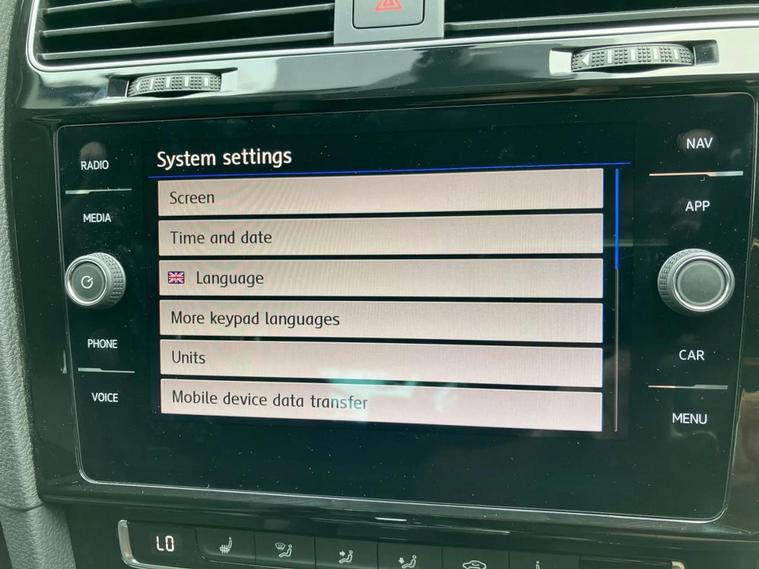 System settings
Screen
Time and date
Language
More keypad languages
Units
Mobile device data transfer
RADIO
MEDIA
PHONE
VOICE
NAV
APP
CAR
MENU
LO